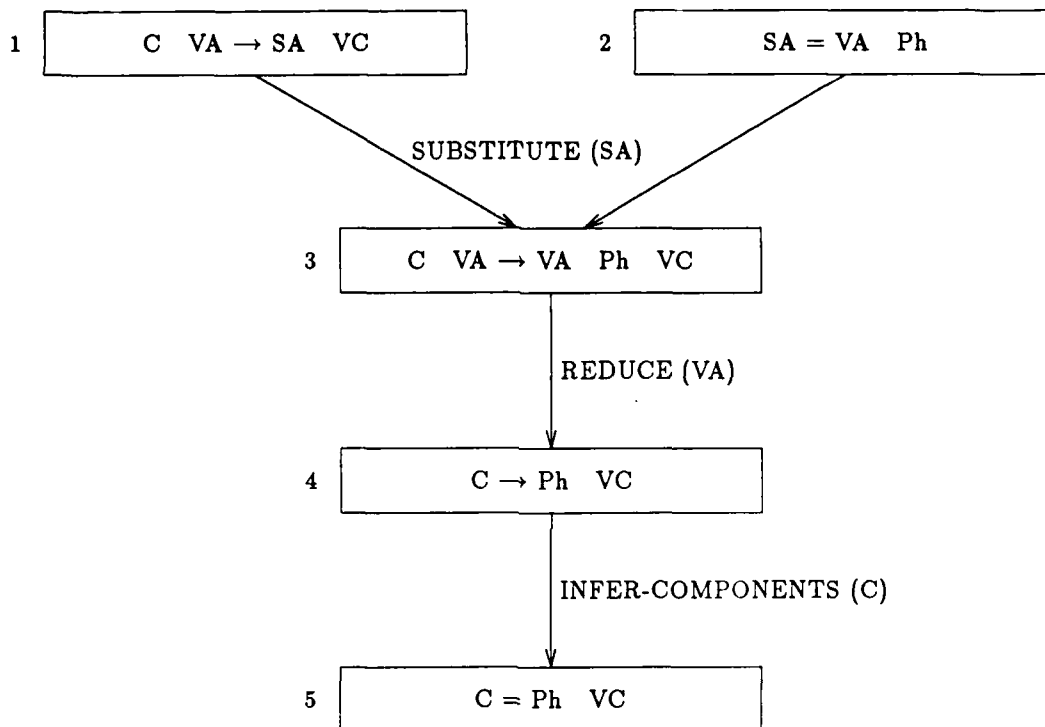 1 C VA → SA VC
2 SA = VA Ph
SUBSTITUTE (SA)
3 C VA → VA Ph VC
REDUCE (VA)
4 C → Ph VC
INFER-COMPONENTS (C)
5 C = Ph VC